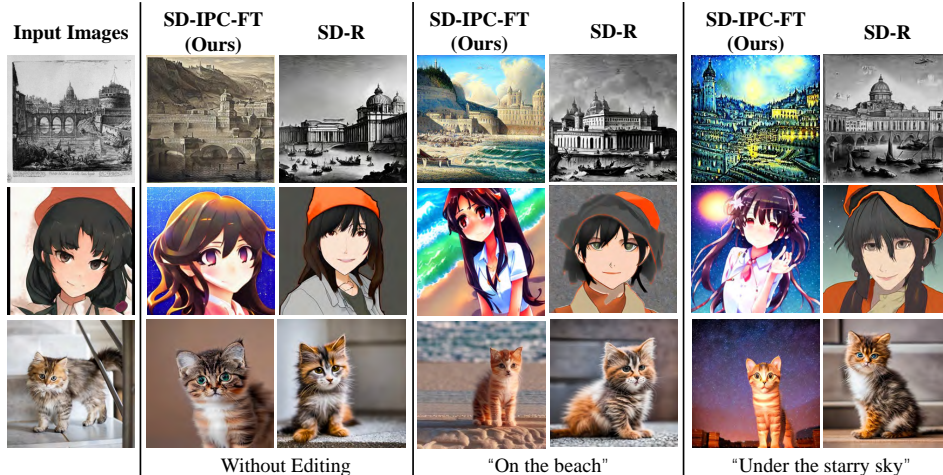 Input Images
SD-IPC-FT
(Ours)
SD-R
SD-IPC-FT
(Ours)
SD-R
SD-IPC-FT
(Ours)
SD-R
Without Editing
"On the beach"
"Under the starry sky"